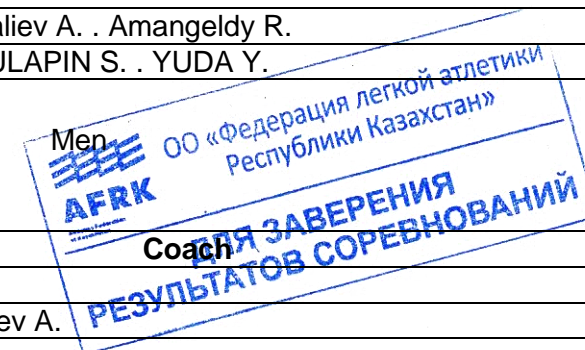 aliev A. . Amangeldy R.
ULAPIN S. . YUDA Y.
Men
ОО «Федерация легкой атлетики
Республики Казахстан»
AFRK
ДЛЯ ЗАВЕРЕНИЯ
РЕЗУЛЬТАТОВ СОРЕВНОВАНИЙ
Coach
ev A.